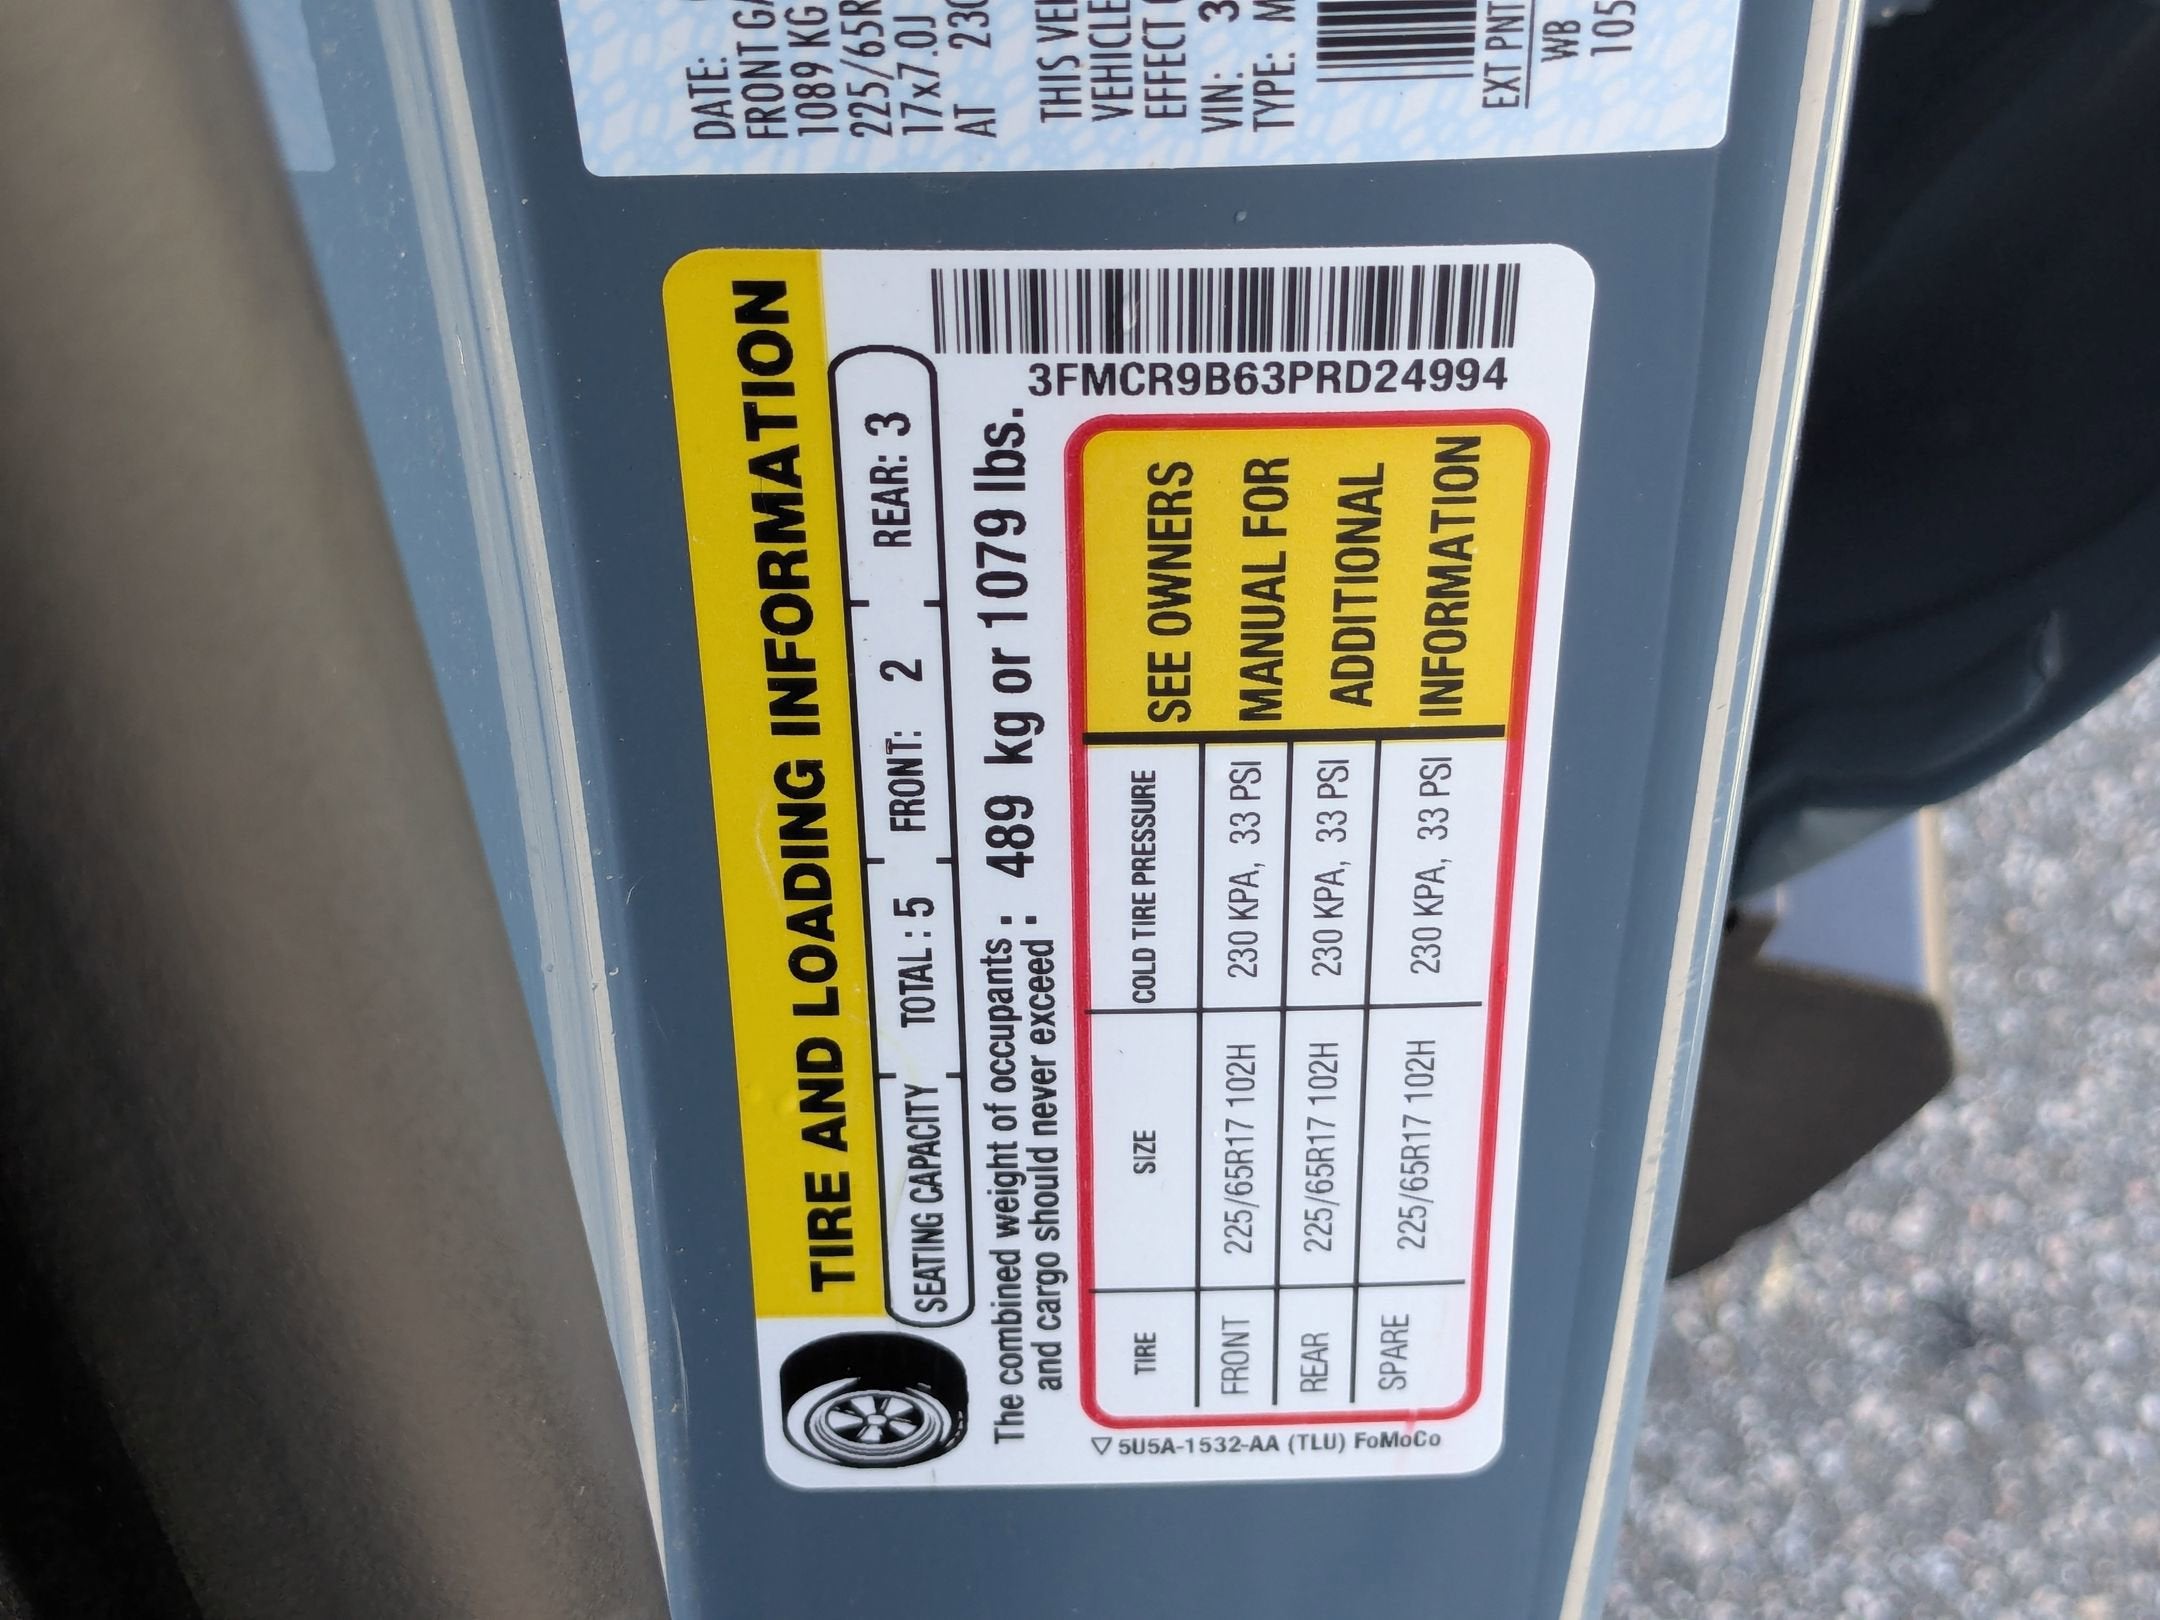 TIRE AND LOADING INFORMATION
SEATING CAPACITY TOTAL : 5 FRONT: 2 REAR: 3
The combined weight of occupants : 489 kg or 1079 lbs.
and cargo should never exceed :
3FMCR9B63PRD24994
TIRE SIZE COLD TIRE PRESSURE
FRONT 225/65R17 102H 230 KPA, 33 PSI
REAR 225/65R17 102H 230 KPA, 33 PSI
SPARE 225/65R17 102H 230 KPA, 33 PSI
SEE OWNERS
MANUAL FOR
ADDITIONAL
INFORMATION
5U5A-1532-AA (TLU) FoMoCo
DATE:
FRONT
1089 KG
225/65R
17x7.0J
AT 230
THIS
VEHICLE
EFFECT
VIN: 3
TYPE:
EXT PNT
WB
105